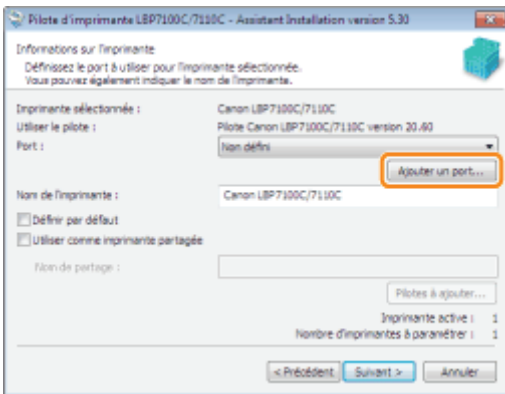 Pilote d'imprimante LBP7100C/7110C - Assistant Installation version 5.30
Informations sur l'imprimante
Définissez le port à utiliser pour l'imprimante sélectionnée.
Vous pouvez également indiquer le nom de l'imprimante.
Imprimante sélectionnée : Canon LBP7100C/7110C
Utiliser le pilote : Pilote Canon LBP7100C/7110C version 20.60
Port : Non défini
Ajouter un port...
Nom de l'imprimante : Canon LBP7100C/7110C
Définir par défaut
Utiliser comme imprimante partagée
Nom de partage :
Pilotes à ajouter...
Imprimante active : 1
Nombre d'imprimantes à paramétrer : 1
< Précédent Suivant > Annuler